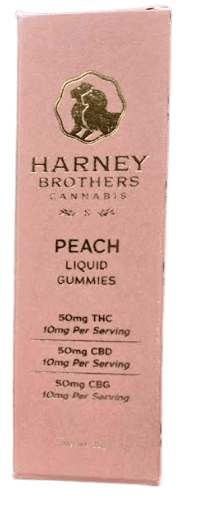 HARNEY
BROTHERS
CANNABIS
PEACH
LIQUID
GUMMIES
50mg THC
10mg Per Serving
50mg CBD
10mg Per Serving
50mg CBG
10mg Per Serving